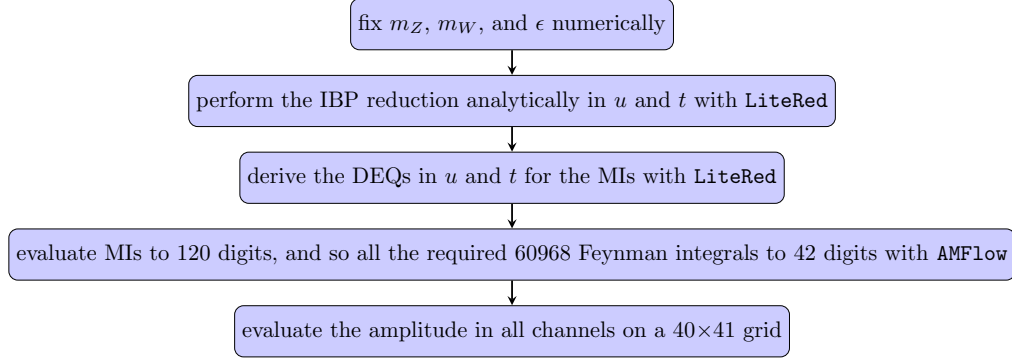 fix m_Z, m_W, and ϵ numerically
perform the IBP reduction analytically in u and t with LiteRed
derive the DEQs in u and t for the MIs with LiteRed
evaluate MIs to 120 digits, and so all the required 60968 Feynman integrals to 42 digits with AMFlow
evaluate the amplitude in all channels on a 40×41 grid